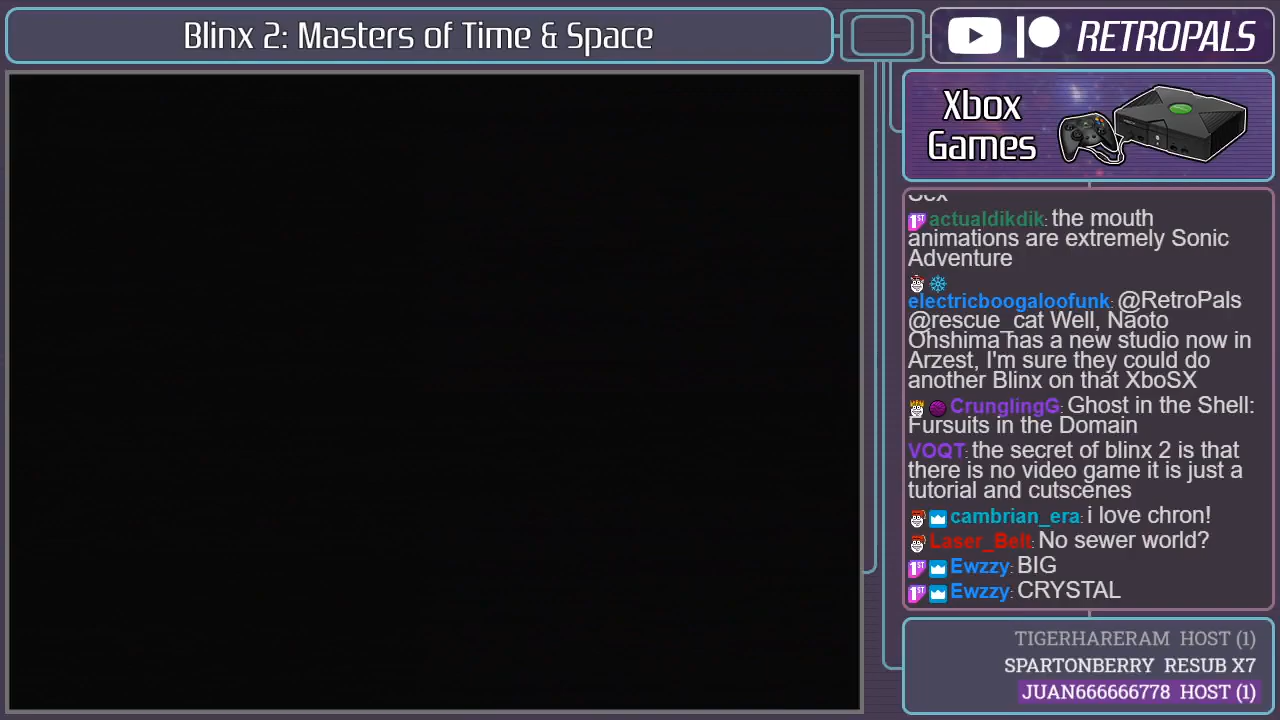 Blinx 2: Masters of Time & Space
RETROPALS
Xbox
Games
actualdikdik: the mouth
animations are extremely Sonic
Adventure
electricboogaloofunk: @RetroPals
@rescue_cat Well, Naoto
Ohshima has a new studio now in
Arzest, I'm sure they could do
another Blinx on that XboSX
CrunglingG: Ghost in the Shell:
Fursuits in the Domain
VOQT: the secret of blinx 2 is that
there is no video game it is just a
tutorial and cutscenes
cambrian_era: i love chron!
Laser_Belt: No sewer world?
1ST Ewzzy: BIG
1ST Ewzzy: CRYSTAL
TIGERHARERAM HOST (1)
SPARTONBERRY RESUB X7
JUAN666666778 HOST (1)